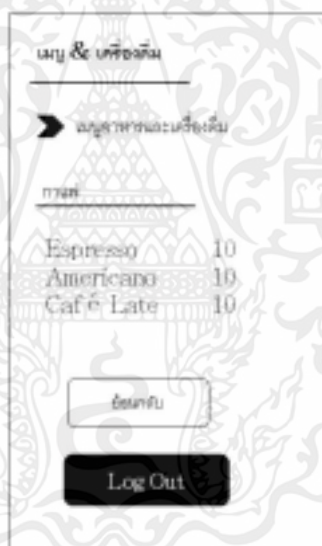 เมนู & เครื่องดื่ม
เมนูอาหารและเครื่องดื่ม
กาแฟ
Espresso 10
Americano 10
Café Late 10
ย้อนกลับ
Log Out